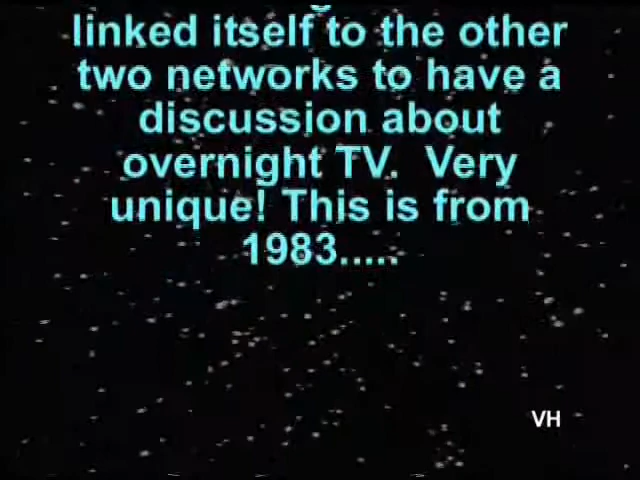 linked itself to the other
two networks to have a
discussion about
overnight TV.  Very
unique! This is from
1983.....
VH